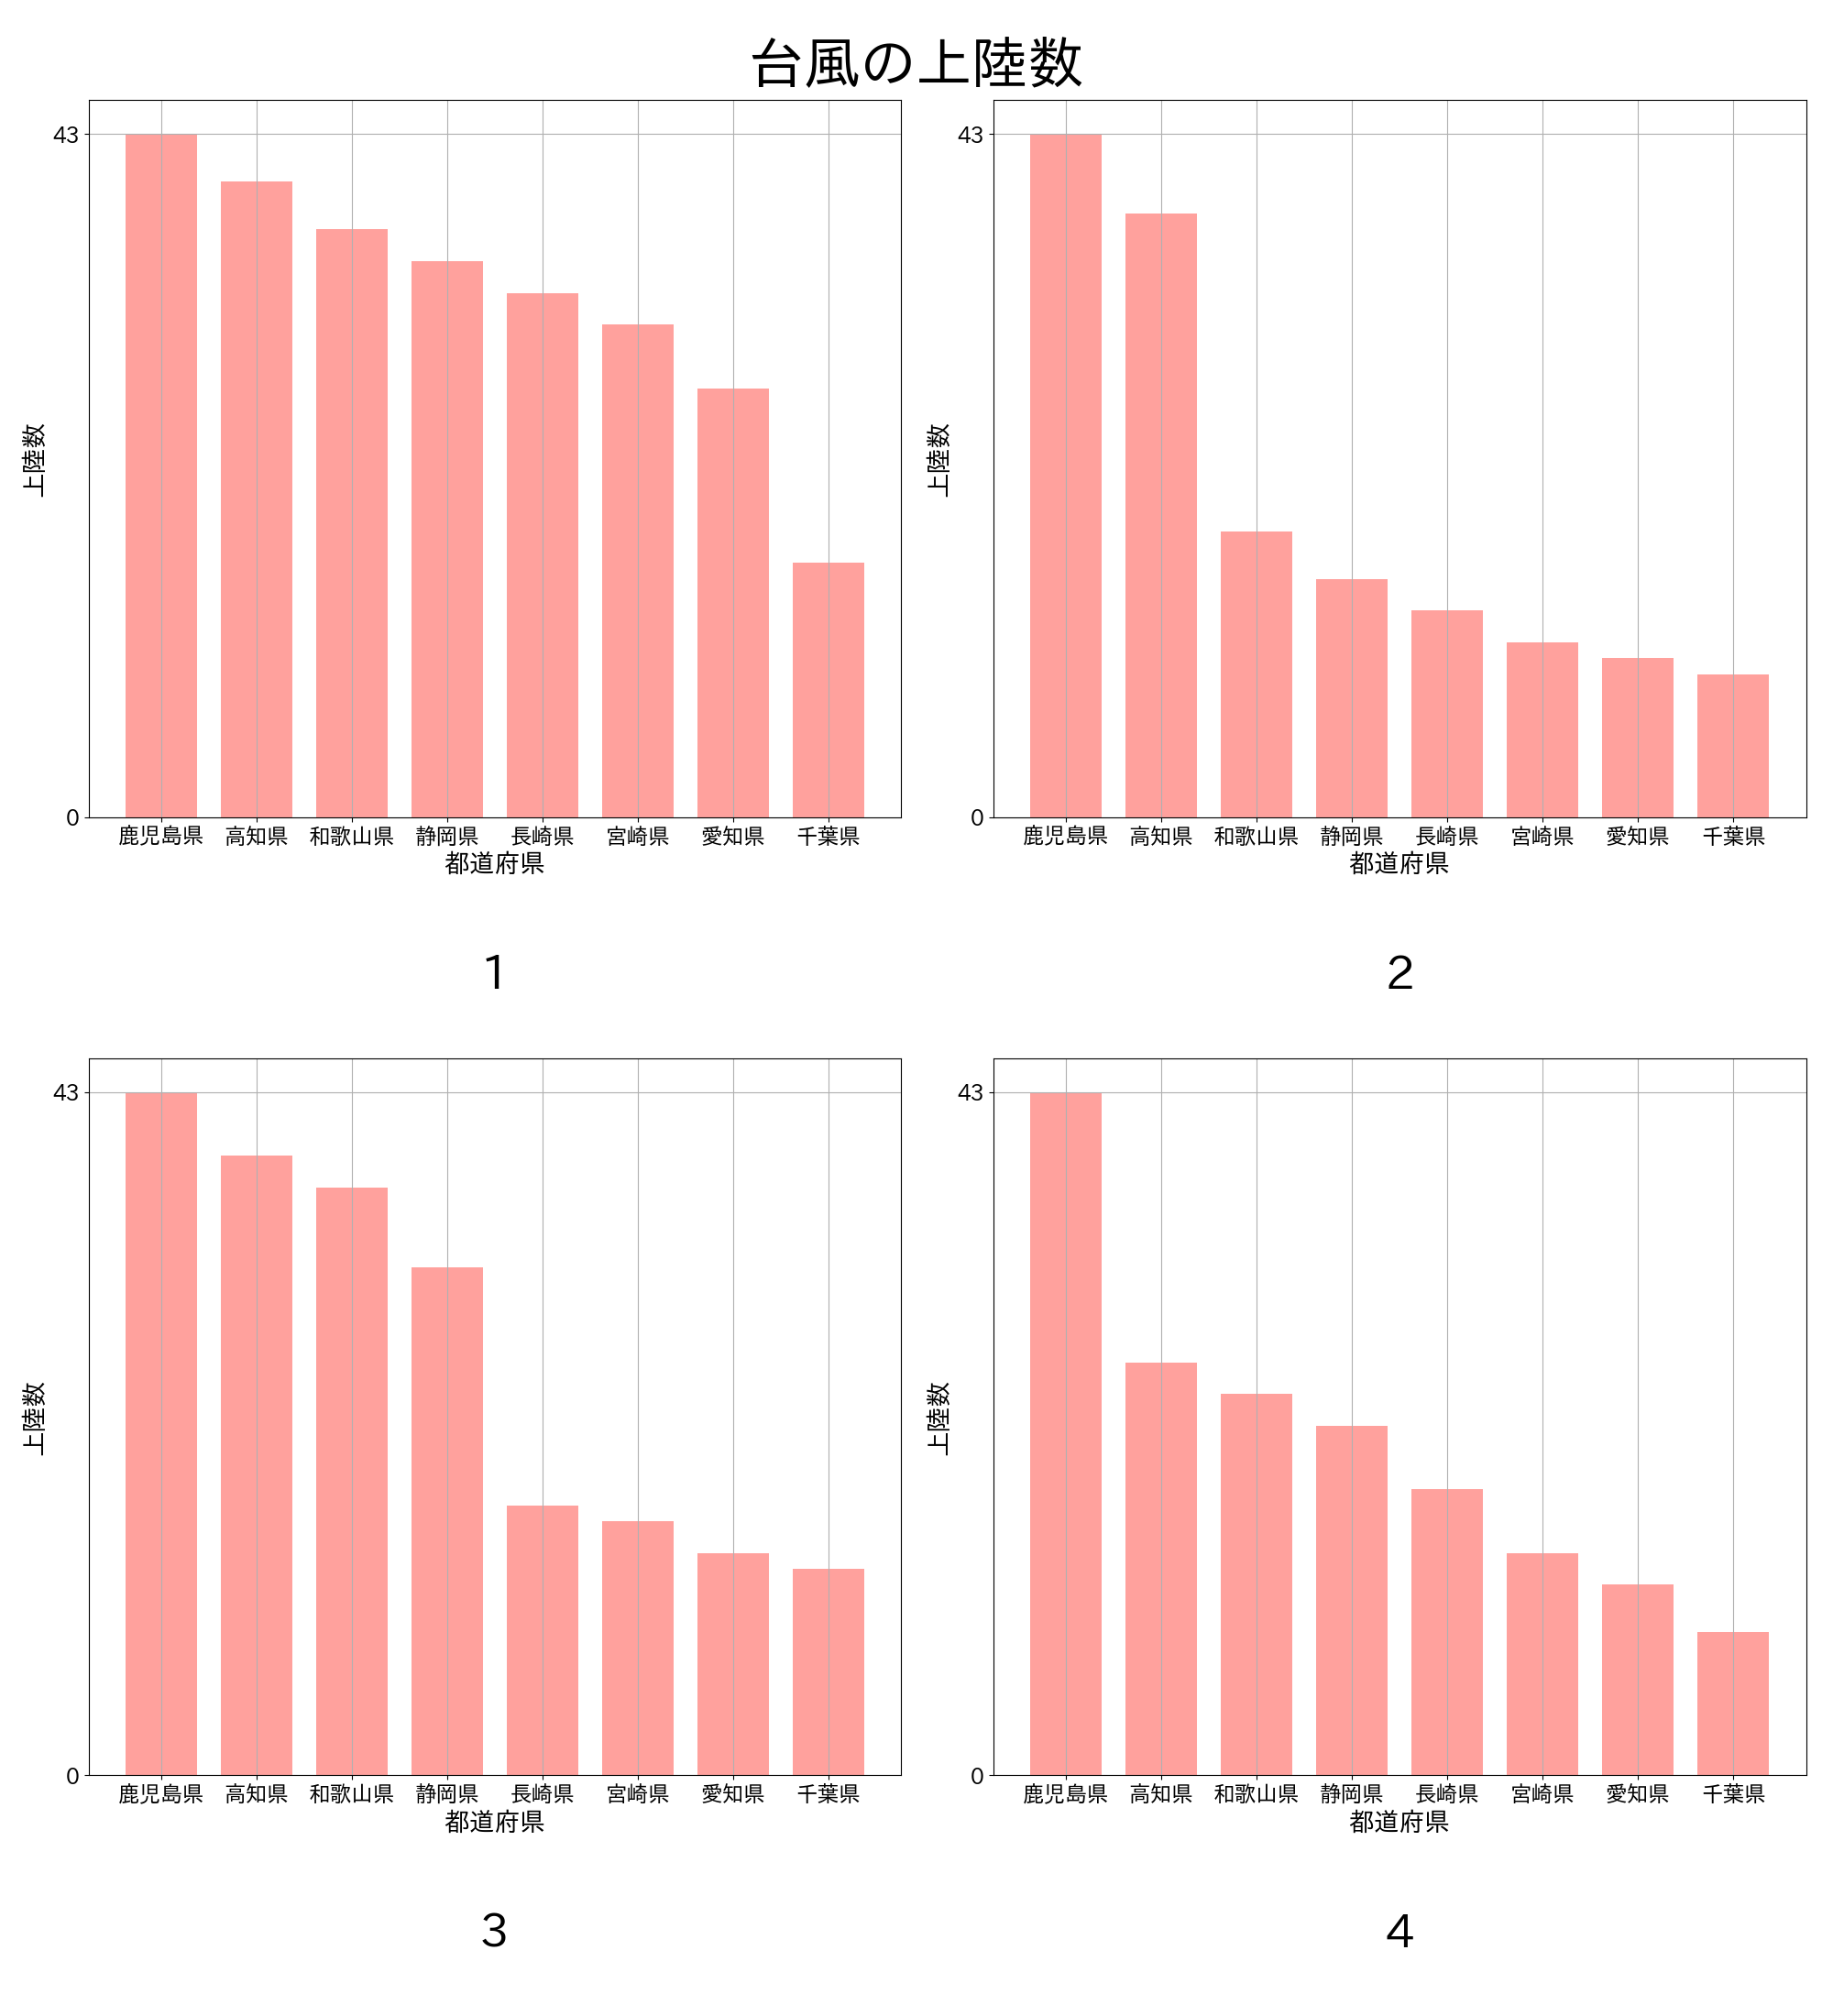 台風の上陸数
43
0
上陸数
鹿児島県 高知県 和歌山県 静岡県 長崎県 宮崎県 愛知県 千葉県
都道府県
1
43
0
上陸数
鹿児島県 高知県 和歌山県 静岡県 長崎県 宮崎県 愛知県 千葉県
都道府県
2
43
0
上陸数
鹿児島県 高知県 和歌山県 静岡県 長崎県 宮崎県 愛知県 千葉県
都道府県
3
43
0
上陸数
鹿児島県 高知県 和歌山県 静岡県 長崎県 宮崎県 愛知県 千葉県
都道府県
4